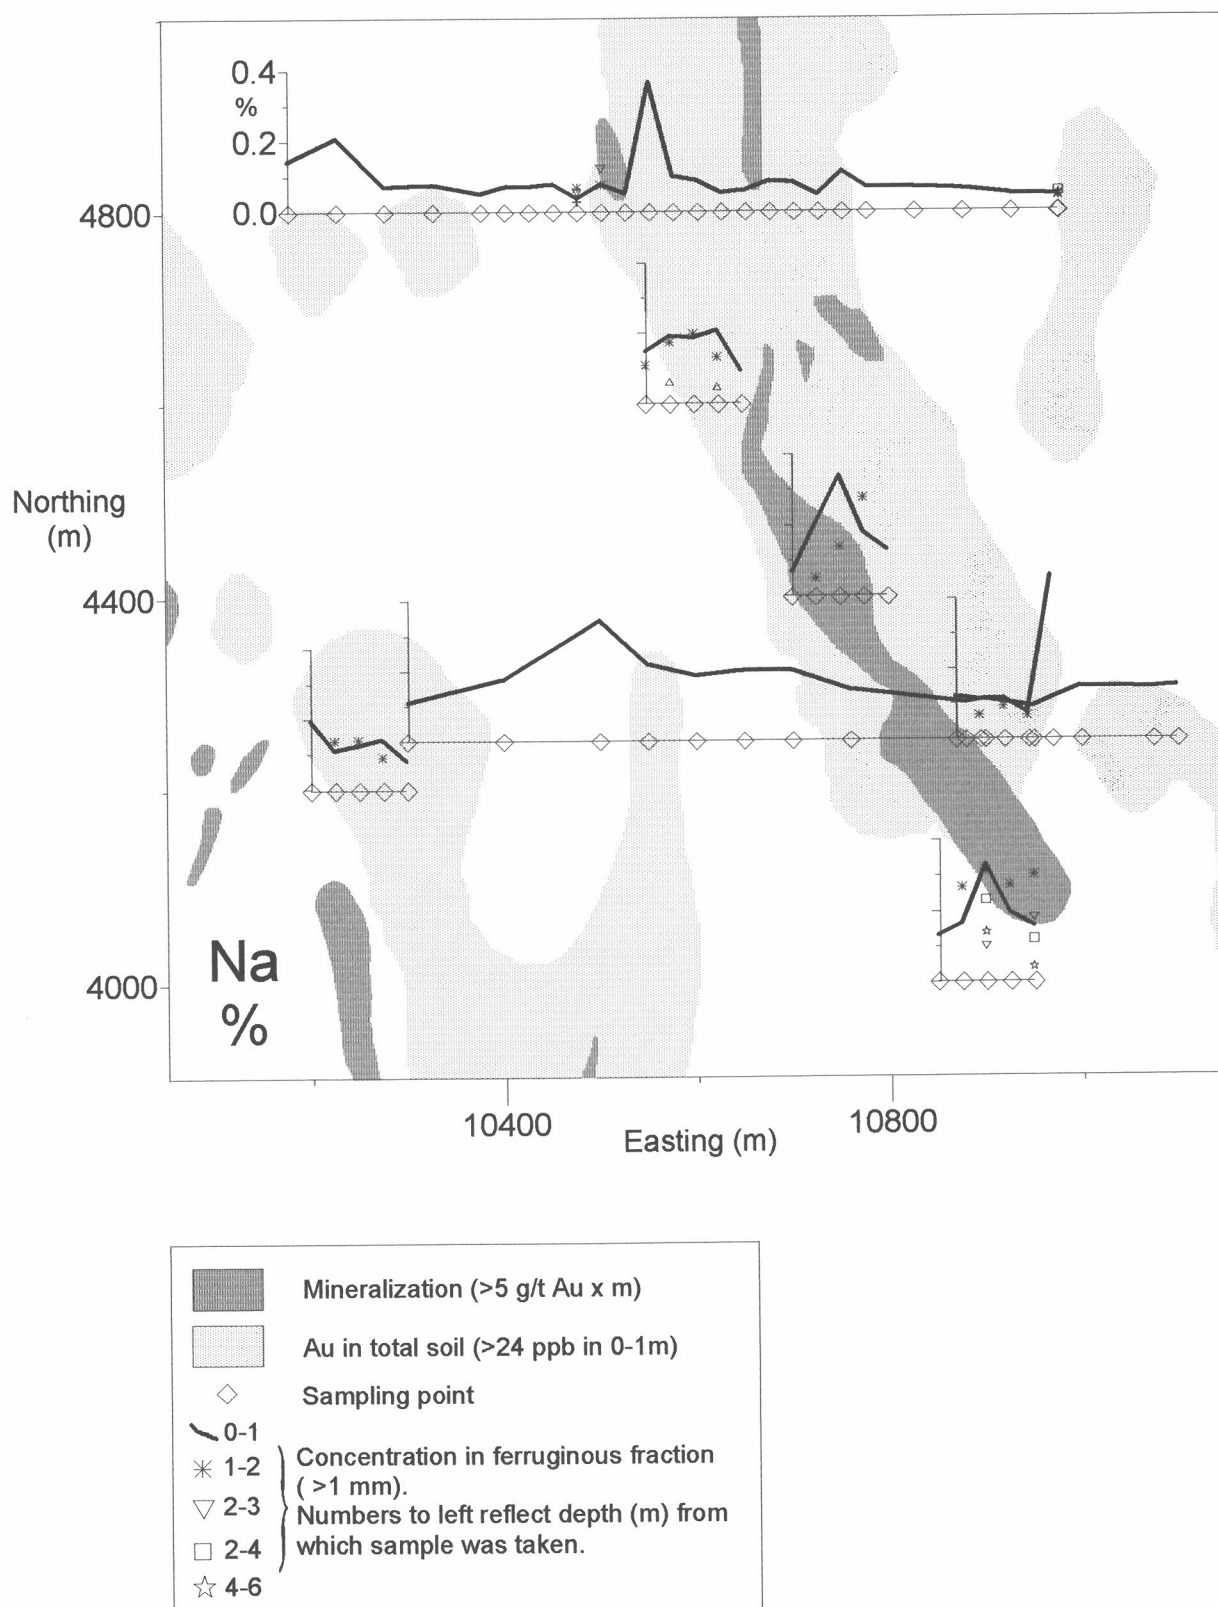 0.4
%
0.2
0.0
4800
Northing
(m)
4400
4000
Na
%
10400
10800
Easting (m)
Mineralization (>5 g/t Au x m)
Au in total soil (>24 ppb in 0-1m)
Sampling point
0-1
1-2
2-3
2-4
4-6
Concentration in ferruginous fraction
( >1 mm).
Numbers to left reflect depth (m) from
which sample was taken.